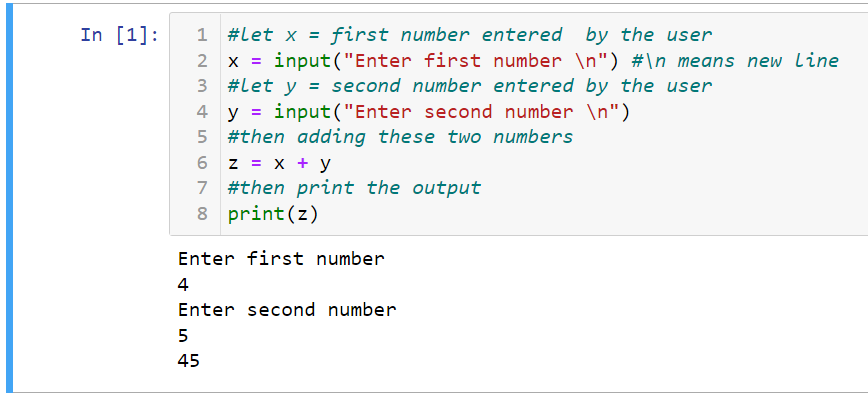 In [1]:
1 #let x = first number entered  by the user
2 x = input("Enter first number \n") #\n means new line
3 #let y = second number entered by the user
4 y = input("Enter second number \n")
5 #then adding these two numbers
6 z = x + y
7 #then print the output
8 print(z)
Enter first number
4
Enter second number
5
45